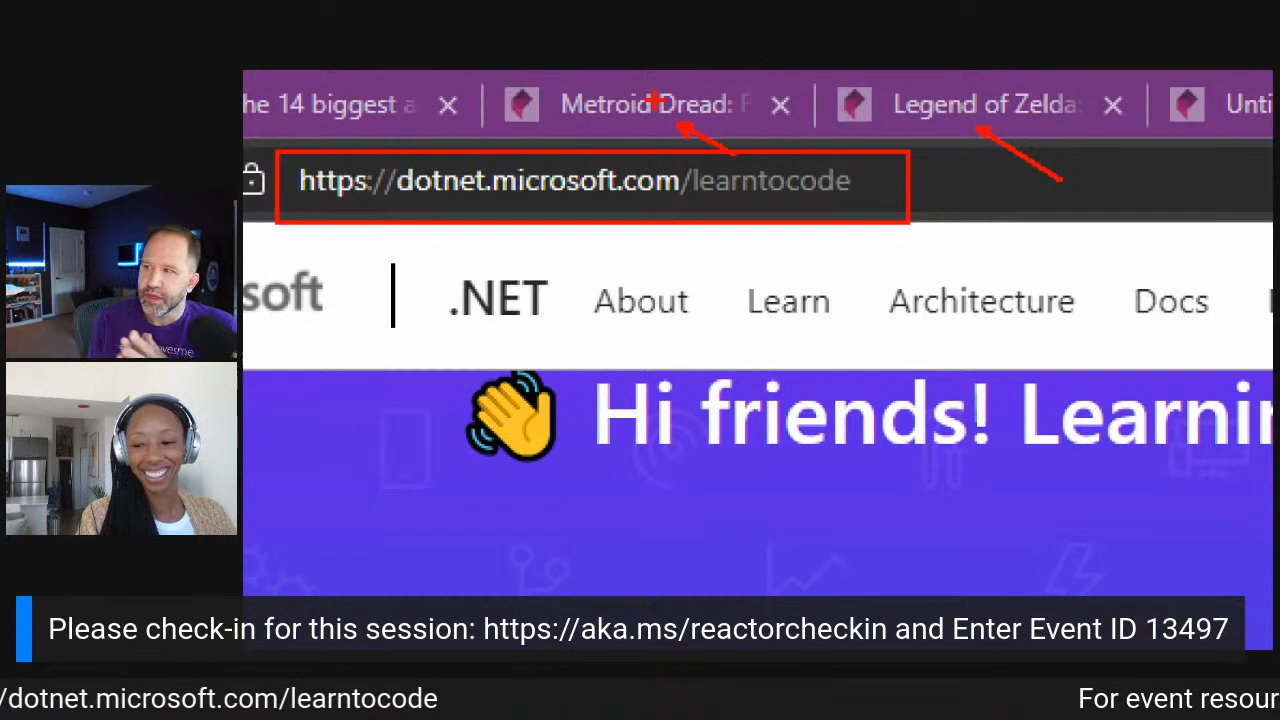 he 14 biggest a
Metroid Dread: F
Legend of Zelda:
Unti
https://dotnet.microsoft.com/learntocode
soft
.NET
About
Learn
Architecture
Docs
👋 Hi friends! Learnin
Please check-in for this session: https://aka.ms/reactorcheckin and Enter Event ID 13497
/dotnet.microsoft.com/learntocode
For event resour